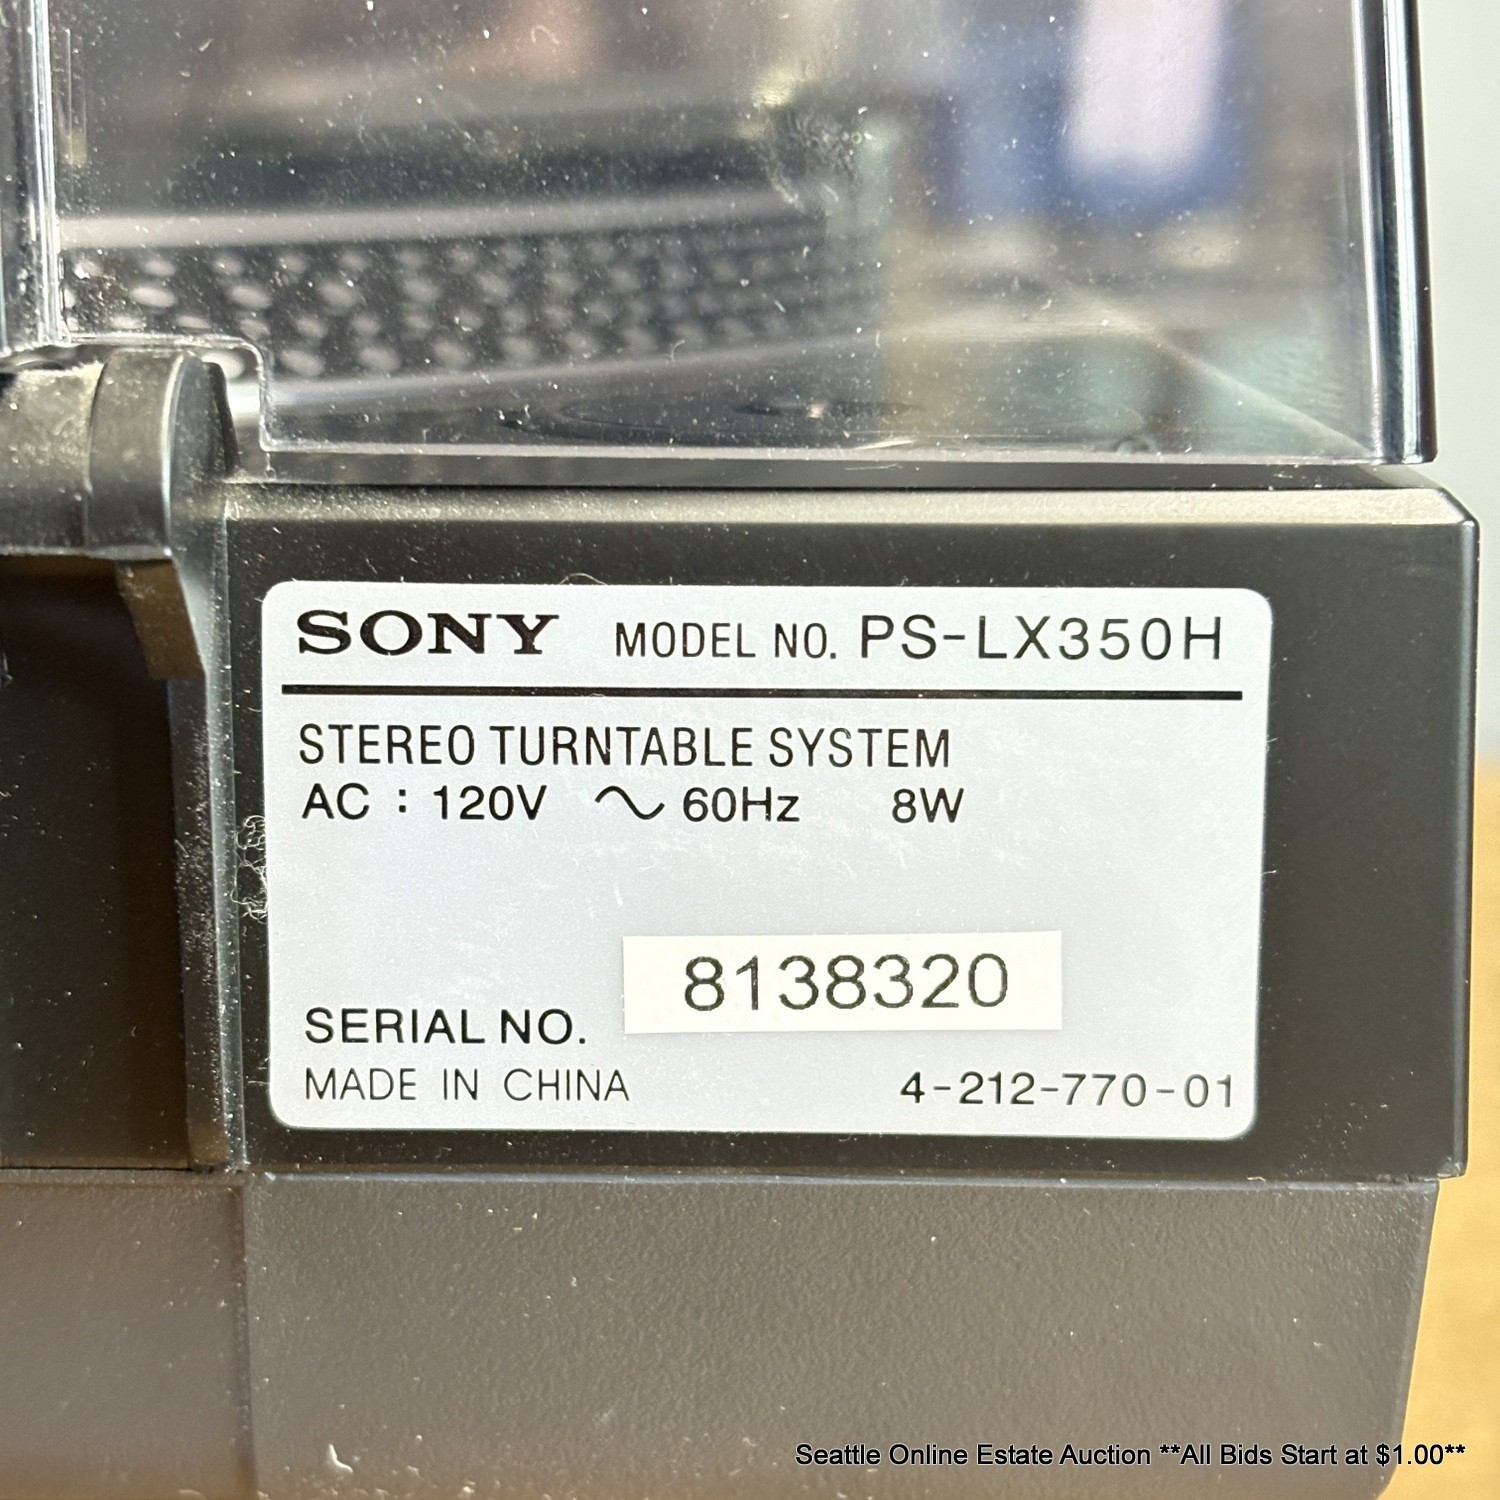 SONY MODEL NO. PS-LX350H
STEREO TURNTABLE SYSTEM
AC : 120V ～ 60Hz 8W
8138320
SERIAL NO.
MADE IN CHINA 4-212-770-01
Seattle Online Estate Auction **All Bids Start at $1.00**